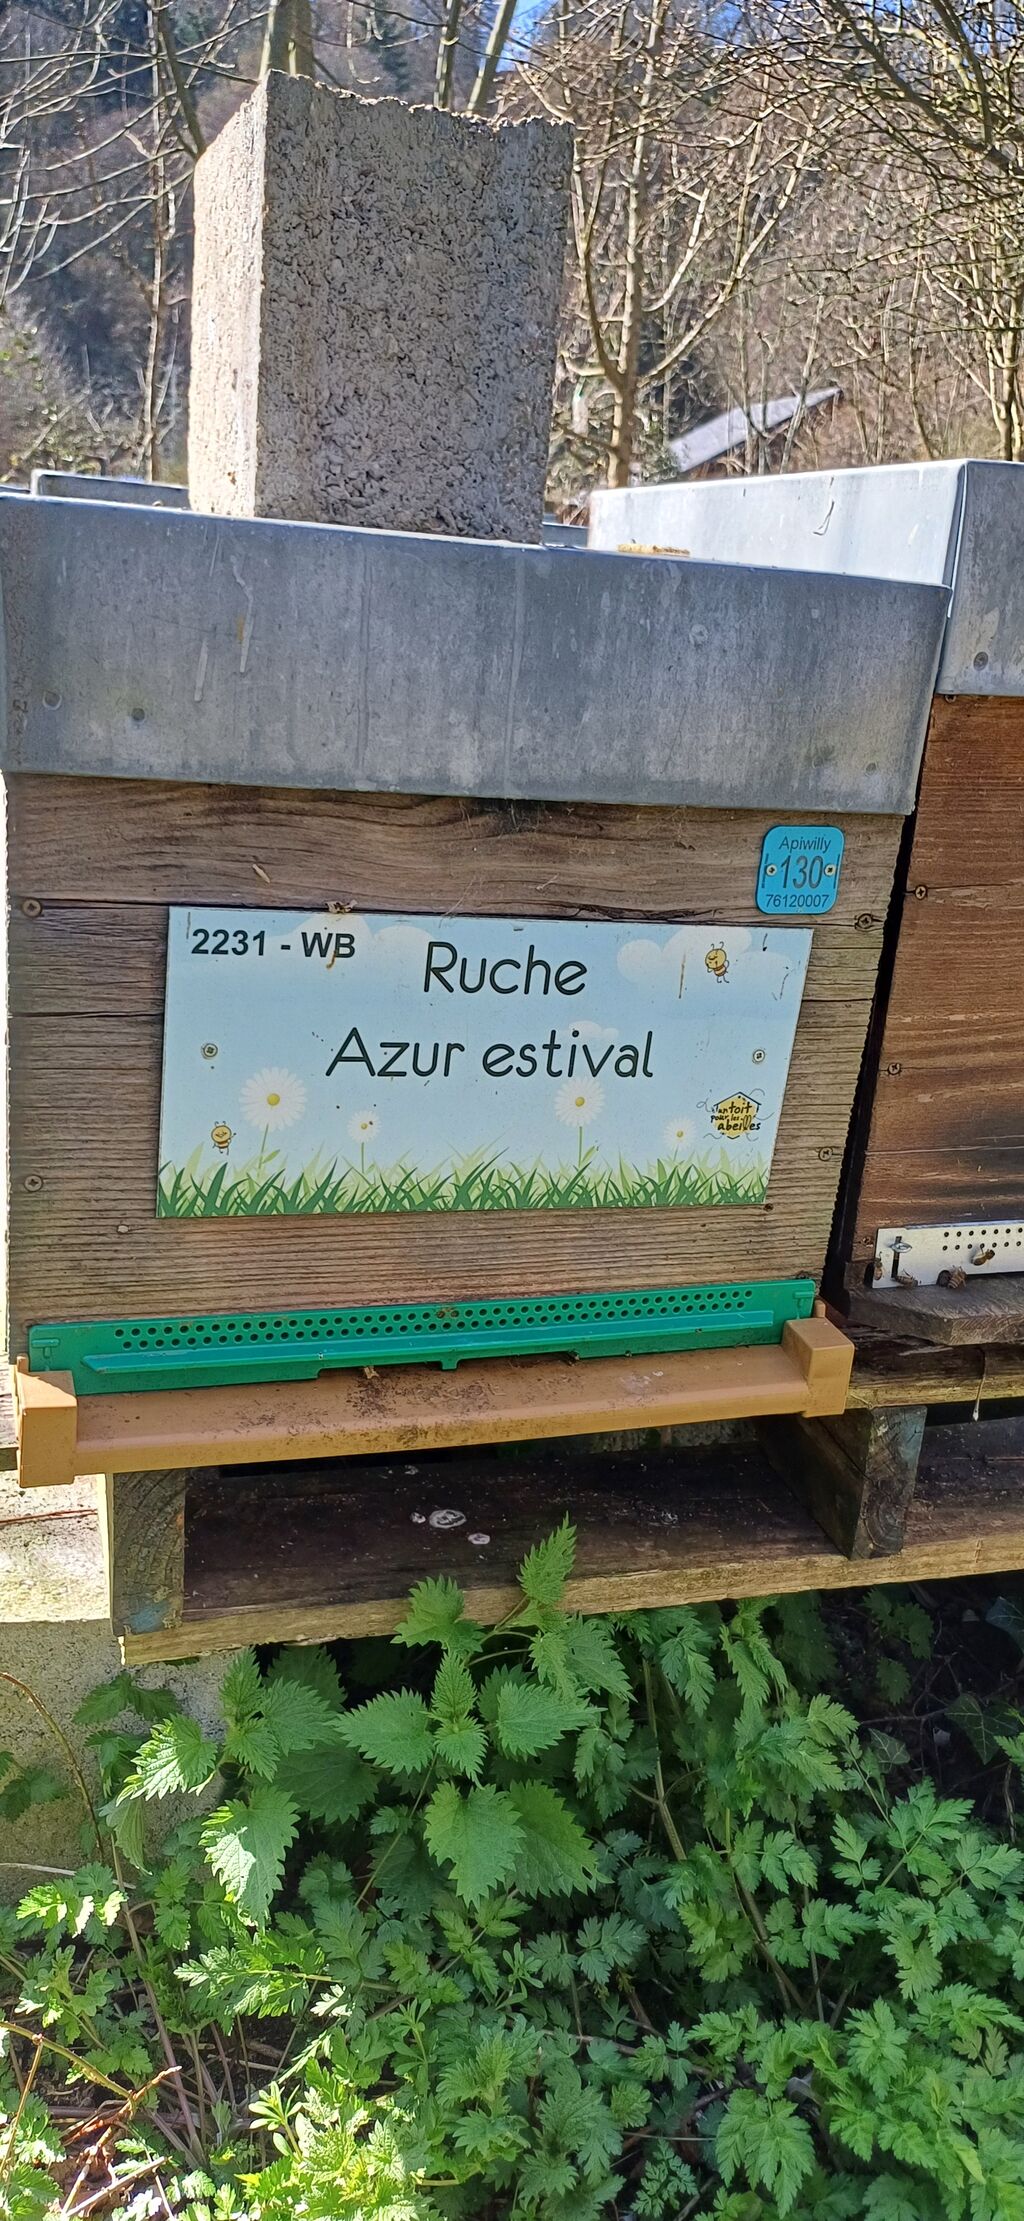 Apiwilly
130
76120007
2231 - WB
Ruche
Azur estival
un toit
pour les
abeilles